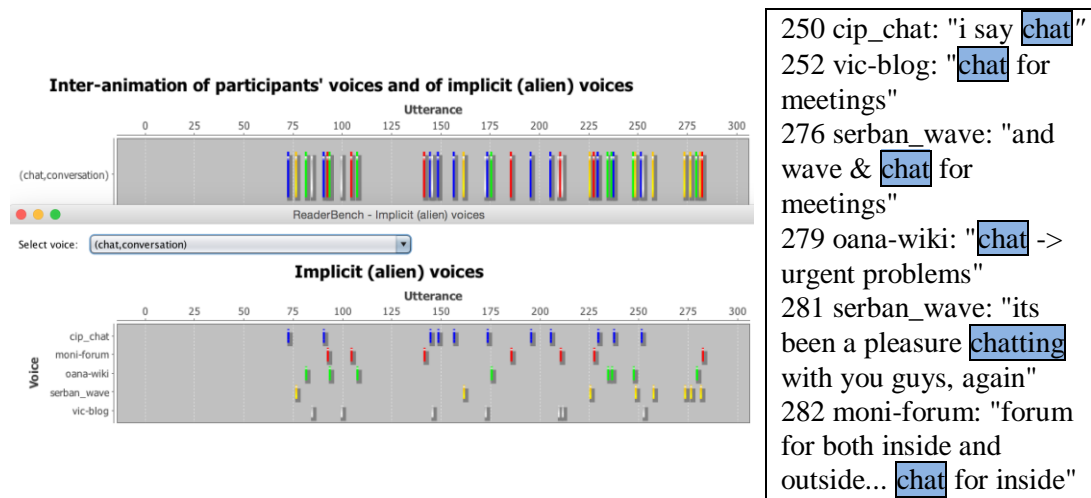 Inter-animation of participants' voices and of implicit (alien) voices
Utterance
0 25 50 75 100 125 150 175 200 225 250 275 300
(chat,conversation)
ReaderBench - Implicit (alien) voices
Select voice: (chat,conversation)
Implicit (alien) voices
Utterance
0 25 50 75 100 125 150 175 200 225 250 275 300
Voice
cip_chat
moni-forum
oana-wiki
serban_wave
vic-blog
250 cip_chat: "i say chat"
252 vic-blog: "chat for
meetings"
276 serban_wave: "and
wave & chat for
meetings"
279 oana-wiki: "chat ->
urgent problems"
281 serban_wave: "its
been a pleasure chatting
with you guys, again"
282 moni-forum: "forum
for both inside and
outside... chat for inside"